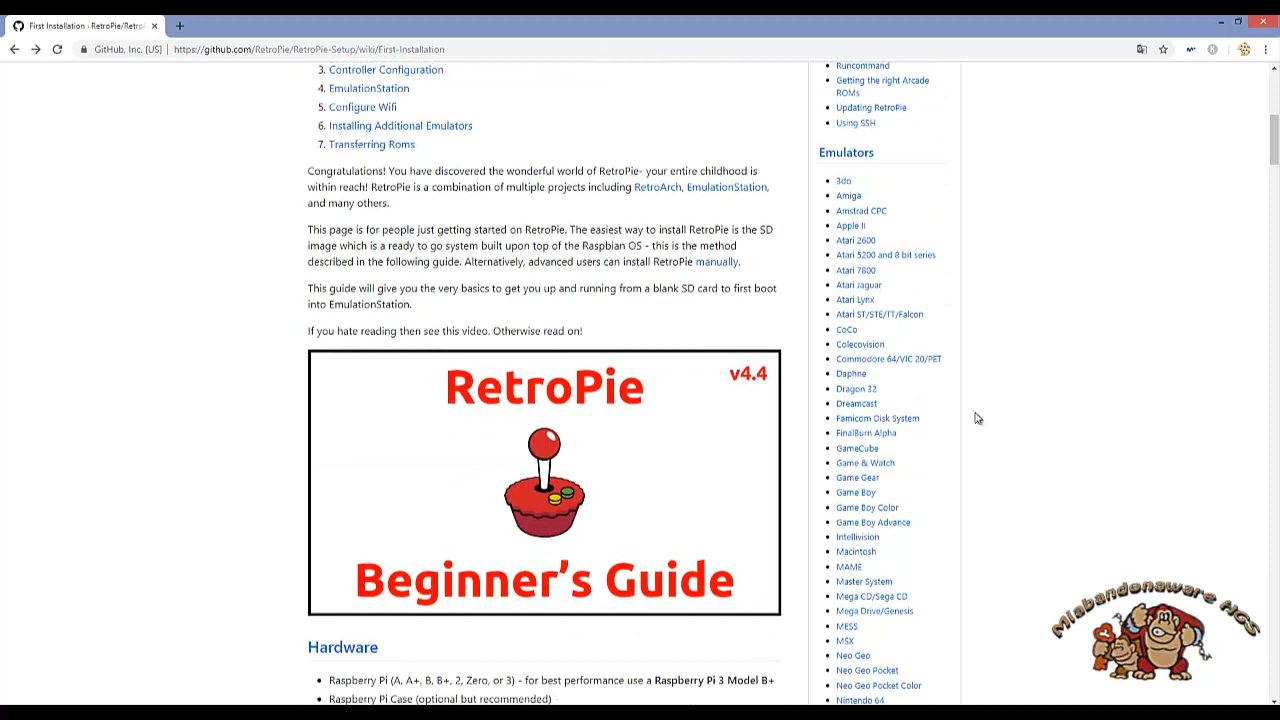 First Installation · RetroPie/Retro
GitHub, Inc. [US]
https://github.com/RetroPie/RetroPie-Setup/wiki/First-Installation
3. Controller Configuration
4. EmulationStation
5. Configure Wifi
6. Installing Additional Emulators
7. Transferring Roms
Congratulations! You have discovered the wonderful world of RetroPie- your entire childhood is
within reach! RetroPie is a combination of multiple projects including RetroArch, EmulationStation,
and many others.
This page is for people just getting started on RetroPie. The easiest way to install RetroPie is the SD
image which is a ready to go system built upon top of the Raspbian OS - this is the method
described in the following guide. Alternatively, advanced users can install RetroPie manually.
This guide will give you the very basics to get you up and running from a blank SD card to first boot
into EmulationStation.
If you hate reading then see this video. Otherwise read on!
RetroPie
v4.4
Beginner's Guide
Hardware
Raspberry Pi (A, A+, B, B+, 2, Zero, or 3) - for best performance use a Raspberry Pi 3 Model B+
Raspberry Pi Case (optional but recommended)
Runcommand
Getting the right Arcade
ROMs
Updating RetroPie
Using SSH
Emulators
3do
Amiga
Amstrad CPC
Apple II
Atari 2600
Atari 5200 and 8 bit series
Atari 7800
Atari Jaguar
Atari Lynx
Atari ST/STE/TT/Falcon
CoCo
Colecovision
Commodore 64/VIC 20/PET
Daphne
Dragon 32
Dreamcast
Famicom Disk System
FinalBurn Alpha
GameCube
Game & Watch
Game Gear
Game Boy
Game Boy Color
Game Boy Advance
Intellivision
Macintosh
MAME
Master System
Mega CD/Sega CD
Mega Drive/Genesis
MESS
MSX
Neo Geo
Neo Geo Pocket
Neo Geo Pocket Color
Nintendo 64
Misbandonsware